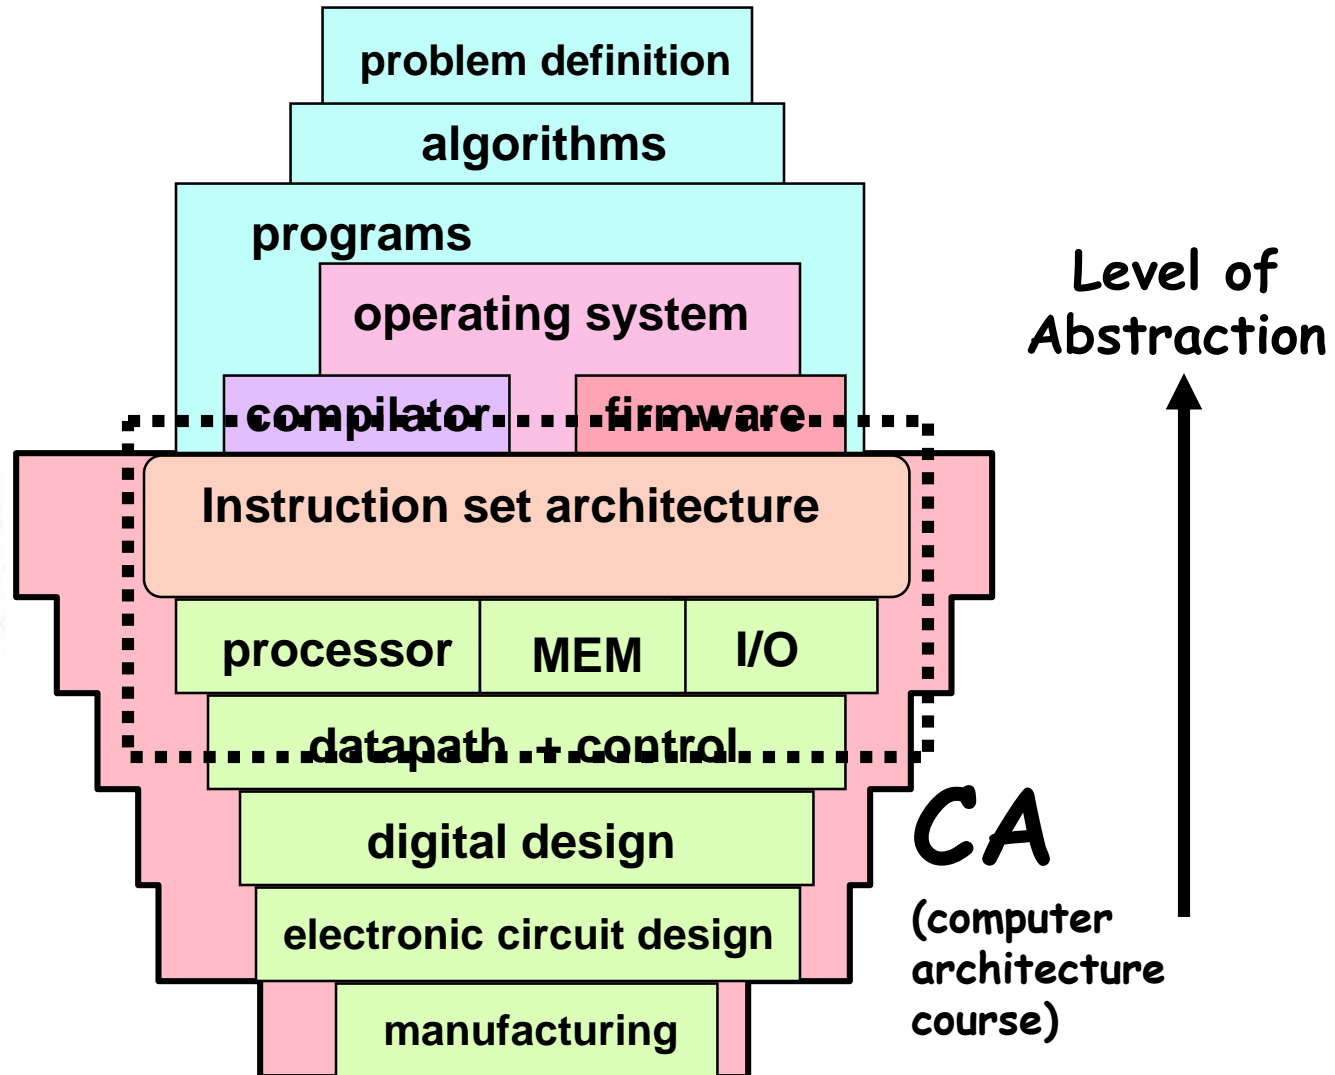 problem definition
algorithms
programs
operating system
compilator
firmware
Instruction set architecture
processor
MEM
I/O
datapath + control
digital design
electronic circuit design
manufacturing
Level of
Abstraction
CA
(computer
architecture
course)